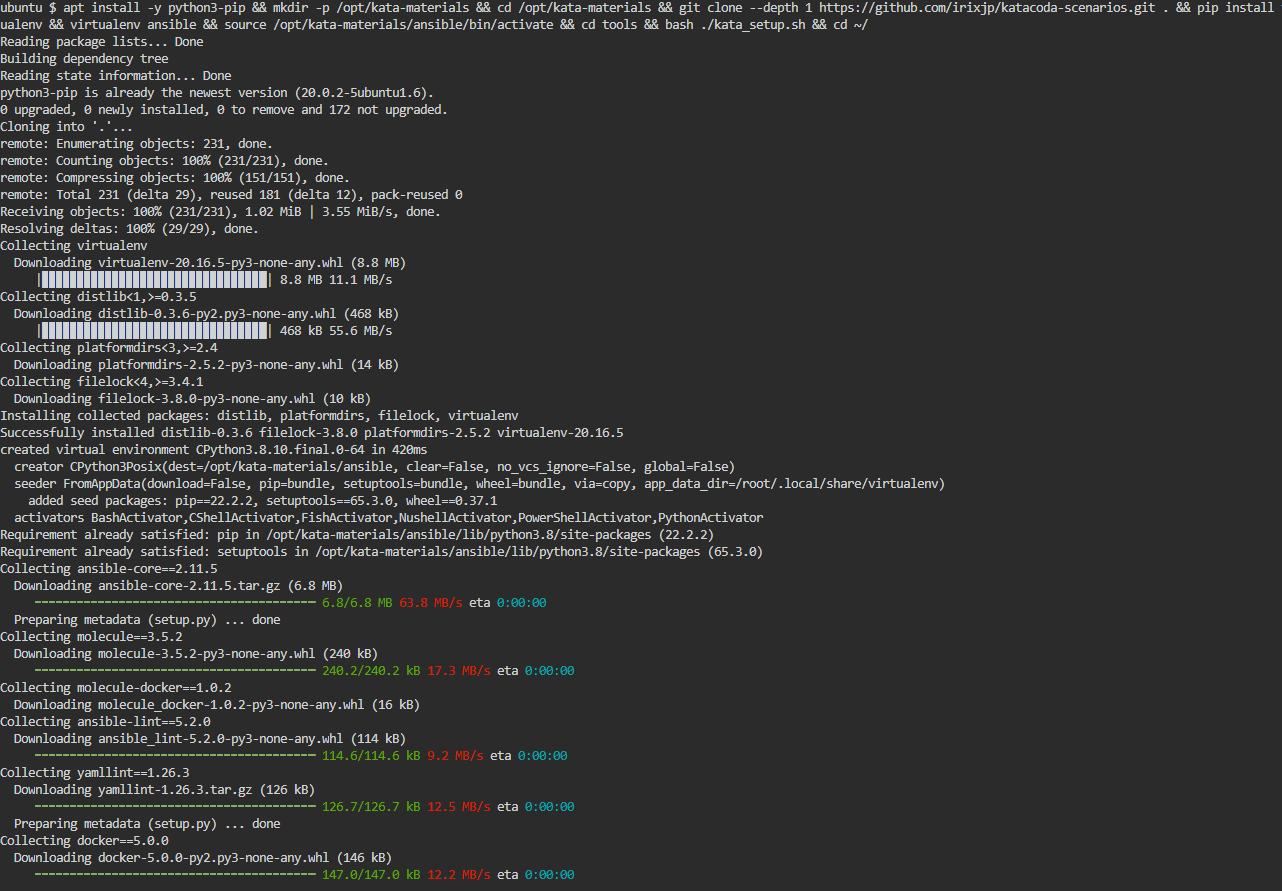 ubuntu $ apt install -y python3-pip && mkdir -p /opt/kata-materials && cd /opt/kata-materials && git clone --depth 1 https://github.com/irixjp/katacoda-scenarios.git . && pip install
ualenv && virtualenv ansible && source /opt/kata-materials/ansible/bin/activate && cd tools && bash ./kata_setup.sh && cd ~/
Reading package lists... Done
Building dependency tree
Reading state information... Done
python3-pip is already the newest version (20.0.2-5ubuntu1.6).
0 upgraded, 0 newly installed, 0 to remove and 172 not upgraded.
Cloning into '.'...
remote: Enumerating objects: 231, done.
remote: Counting objects: 100% (231/231), done.
remote: Compressing objects: 100% (151/151), done.
remote: Total 231 (delta 29), reused 181 (delta 12), pack-reused 0
Receiving objects: 100% (231/231), 1.02 MiB | 3.55 MiB/s, done.
Resolving deltas: 100% (29/29), done.
Collecting virtualenv
  Downloading virtualenv-20.16.5-py3-none-any.whl (8.8 MB)
     |████████████████████████████████| 8.8 MB 11.1 MB/s
Collecting distlib<1,>=0.3.5
  Downloading distlib-0.3.6-py2.py3-none-any.whl (468 kB)
     |████████████████████████████████| 468 kB 55.6 MB/s
Collecting platformdirs<3,>=2.4
  Downloading platformdirs-2.5.2-py3-none-any.whl (14 kB)
Collecting filelock<4,>=3.4.1
  Downloading filelock-3.8.0-py3-none-any.whl (10 kB)
Installing collected packages: distlib, platformdirs, filelock, virtualenv
Successfully installed distlib-0.3.6 filelock-3.8.0 platformdirs-2.5.2 virtualenv-20.16.5
created virtual environment CPython3.8.10.final.0-64 in 420ms
  creator CPython3Posix(dest=/opt/kata-materials/ansible, clear=False, no_vcs_ignore=False, global=False)
  seeder FromAppData(download=False, pip=bundle, setuptools=bundle, wheel=bundle, via=copy, app_data_dir=/root/.local/share/virtualenv)
    added seed packages: pip==22.2.2, setuptools==65.3.0, wheel==0.37.1
  activators BashActivator,CShellActivator,FishActivator,NushellActivator,PowerShellActivator,PythonActivator
Requirement already satisfied: pip in /opt/kata-materials/ansible/lib/python3.8/site-packages (22.2.2)
Requirement already satisfied: setuptools in /opt/kata-materials/ansible/lib/python3.8/site-packages (65.3.0)
Collecting ansible-core==2.11.5
  Downloading ansible-core-2.11.5.tar.gz (6.8 MB)
     ---------------------------------------- 6.8/6.8 MB 63.8 MB/s eta 0:00:00
  Preparing metadata (setup.py) ... done
Collecting molecule==3.5.2
  Downloading molecule-3.5.2-py3-none-any.whl (240 kB)
     ---------------------------------------- 240.2/240.2 kB 17.3 MB/s eta 0:00:00
Collecting molecule-docker==1.0.2
  Downloading molecule_docker-1.0.2-py3-none-any.whl (16 kB)
Collecting ansible-lint==5.2.0
  Downloading ansible_lint-5.2.0-py3-none-any.whl (114 kB)
     ---------------------------------------- 114.6/114.6 kB 9.2 MB/s eta 0:00:00
Collecting yamllint==1.26.3
  Downloading yamllint-1.26.3.tar.gz (126 kB)
     ---------------------------------------- 126.7/126.7 kB 12.5 MB/s eta 0:00:00
  Preparing metadata (setup.py) ... done
Collecting docker==5.0.0
  Downloading docker-5.0.0-py2.py3-none-any.whl (146 kB)
     ---------------------------------------- 147.0/147.0 kB 12.2 MB/s eta 0:00:00